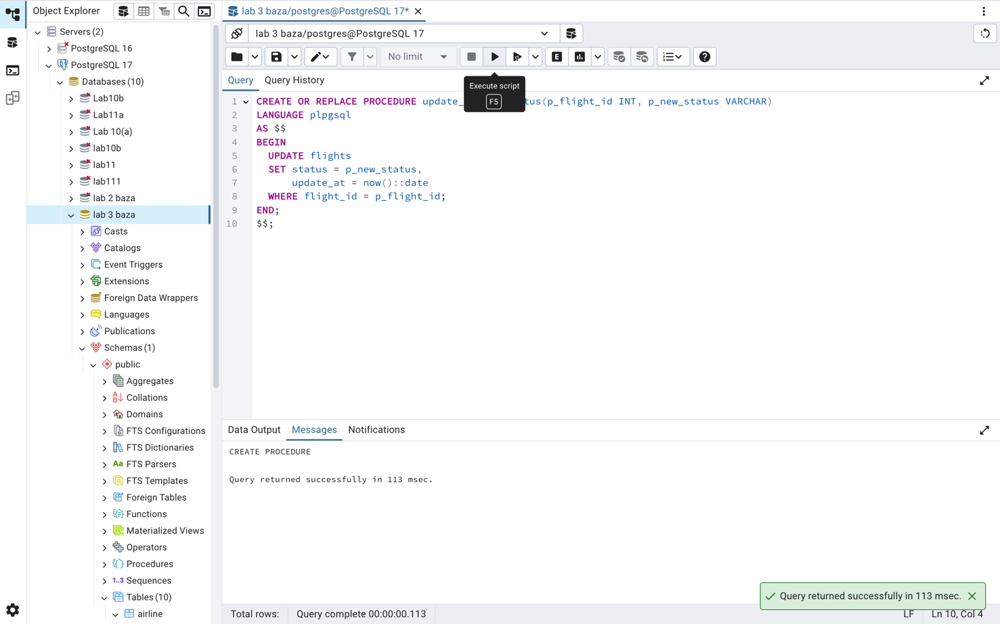 Object Explorer
lab 3 baza/postgres@PostgreSQL 17*
Servers (2)
PostgreSQL 16
PostgreSQL 17
Databases (10)
Lab10b
Lab11a
Lab 10(a)
lab10b
lab11
lab111
lab 2 baza
lab 3 baza
Casts
Catalogs
Event Triggers
Extensions
Foreign Data Wrappers
Languages
Publications
Schemas (1)
public
Aggregates
Collations
Domains
FTS Configurations
FTS Dictionaries
Aa FTS Parsers
FTS Templates
Foreign Tables
Functions
Materialized Views
Operators
Procedures
1..3 Sequences
Tables (10)
airline
lab 3 baza/postgres@PostgreSQL 17
No limit
E
Query Query History
Execute script
F5
1 CREATE OR REPLACE PROCEDURE update_ tus(p_flight_id INT, p_new_status VARCHAR)
2 LANGUAGE plpgsql
3 AS $$
4 BEGIN
5 UPDATE flights
6 SET status = p_new_status,
7 update_at = now()::date
8 WHERE flight_id = p_flight_id;
9 END;
10 $$;
Data Output Messages Notifications
CREATE PROCEDURE
Query returned successfully in 113 msec.
Query returned successfully in 113 msec.
Total rows: Query complete 00:00:00.113 LF Ln 10, Col 4